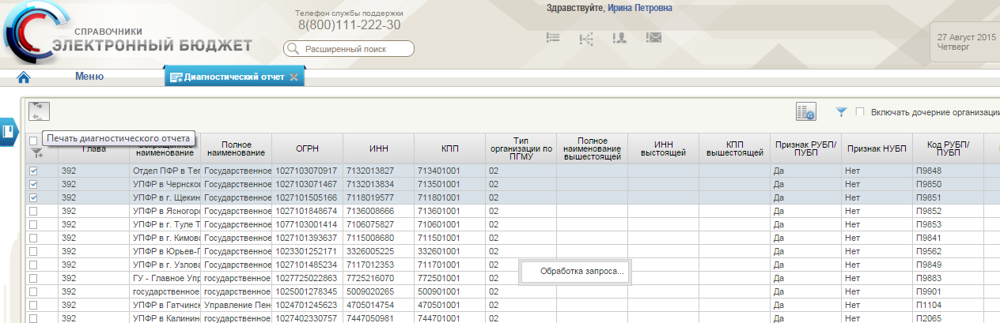 Здравствуйте, Ирина Петровна
Телефон службы поддержки
8(800)111-222-30
СПРАВОЧНИКИ
ЭЛЕКТРОННЫЙ БЮДЖЕТ
Расширенный поиск
27 Август 2015
Четверг
Меню
Диагностический отчет
Включать дочерние организации
Печать диагностического отчета
Глава Сокращенное наименование Полное наименование ОГРН ИНН КПП Тип организации по ПГМУ Полное наименование вышестоящей ИНН выстоящей КПП вышестоящей Признак РУБП/ПУБП Признак НУБП Код РУБП/ПУБП
392 Отдел ПФР в Теп Государственное 1027103070917 7132013827 713401001 02 Да Нет П9848
392 УПФР в Чернско Государственное 1027103071467 7132013834 713501001 02 Да Нет П9850
392 УПФР в г. Щекин Государственное 1027101505166 7118019577 711801001 02 Да Нет П9851
392 УПФР в Ясногор Государственное 1027101848674 7136008666 713601001 02 Да Нет П9852
392 УПФР в г. Туле Т Государственное 1077103001414 7106075827 710601001 02 Да Нет П9853
392 УПФР в г. Кимов Государственное 1027101393637 7115008680 711501001 02 Да Нет П9841
392 УПФР в Юрьев-П Государственное 1023301252171 3326005225 332601001 02 Да Нет П9562
392 УПФР в г. Узлова Государственное 1027101485234 7117012353 711701001 02 Да Нет П9849
392 ГУ - Главное Упр государственное 1027725022863 7725216070 772501001 02 Да Нет П9883
Обработка запроса...
392 государственное государственное 1025001278345 5009020265 500901001 02 Да Нет П9901
392 УПФР в Гатчинск Управление Пен 1024701245623 4705014754 470501001 02 Да Нет П1104
392 УПФР в Калинин государственное 1027402330757 7447050981 744701001 02 Да Нет П2065